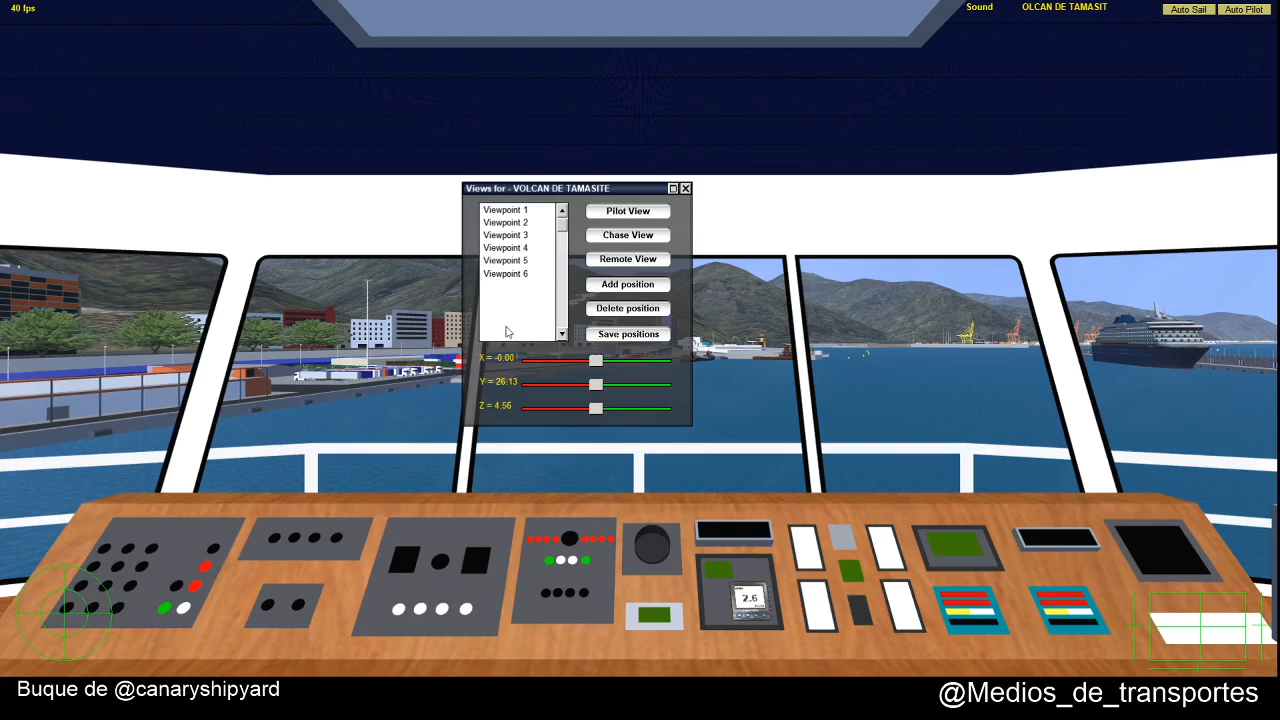 40 fps
Sound
OLCAN DE TAMASIT
Auto Sail
Auto Pilot
Views for - VOLCAN DE TAMASITE
Viewpoint 1
Viewpoint 2
Viewpoint 3
Viewpoint 4
Viewpoint 5
Viewpoint 6
Pilot View
Chase View
Remote View
Add position
Delete position
Save positions
X = -0.00
Y = 26.13
Z = 4.56
2.6
Buque de @canaryshipyard
@Medios_de_transportes